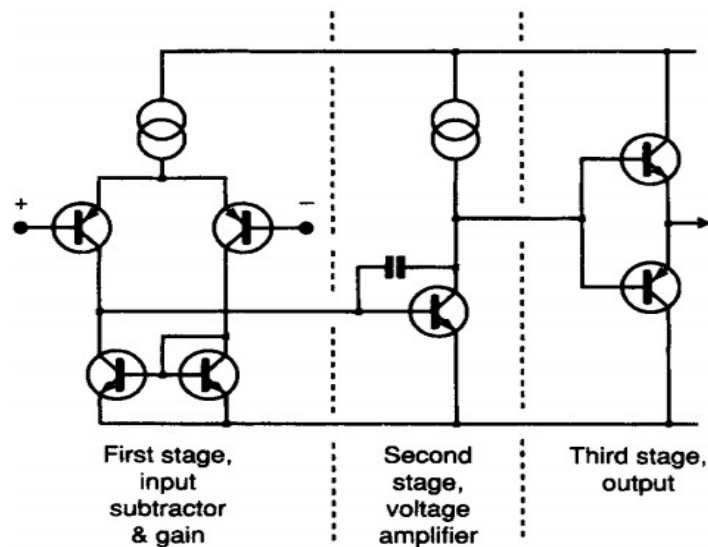 +
−
First stage,
input
subtractor
& gain
Second
stage,
voltage
amplifier
Third stage,
output